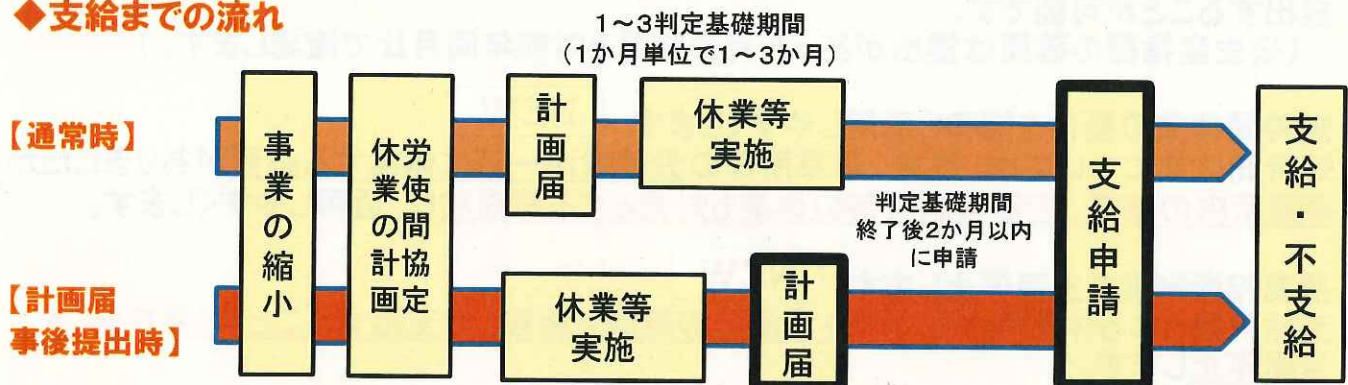 ◆支給までの流れ
1～3判定基礎期間
（1か月単位で1～3か月）
【通常時】
事業の縮小
労使間協定
休業の計画
計画届
休業等
実施
判定基礎期間
終了後2か月以内
に申請
支給申請
支給・不支給
【計画届
事後提出時】
休業等
実施
計画届